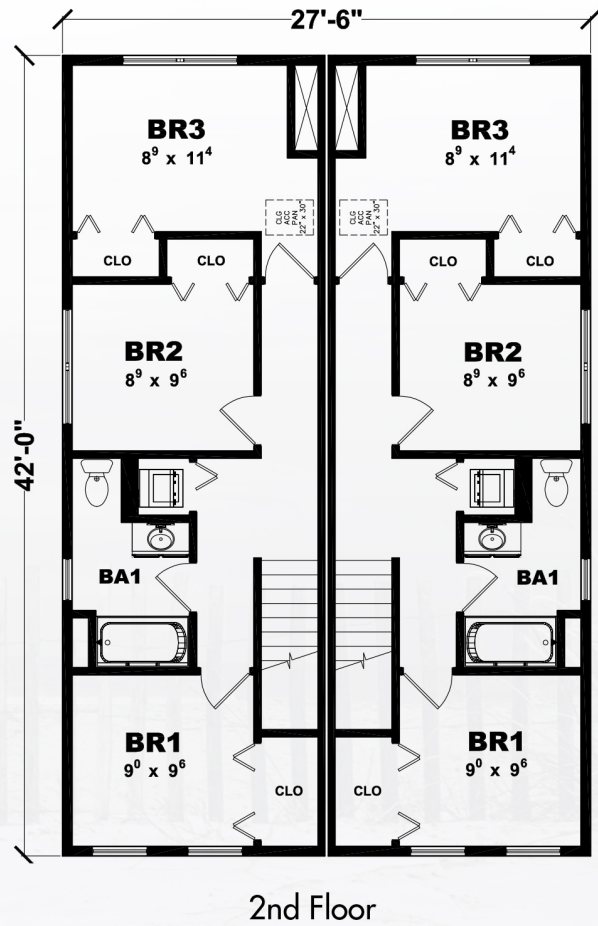 27'-6"
42'-0"
BR3
8⁹ x 11⁴
BR3
8⁹ x 11⁴
CLG
ACC
PAN
22" x 30"
CLG
ACC
PAN
22" x 30"
CLO
CLO
CLO
CLO
BR2
8⁹ x 9⁶
BR2
8⁹ x 9⁶
BA1
BA1
BR1
9⁰ x 9⁶
CLO
CLO
BR1
9⁰ x 9⁶
2nd Floor